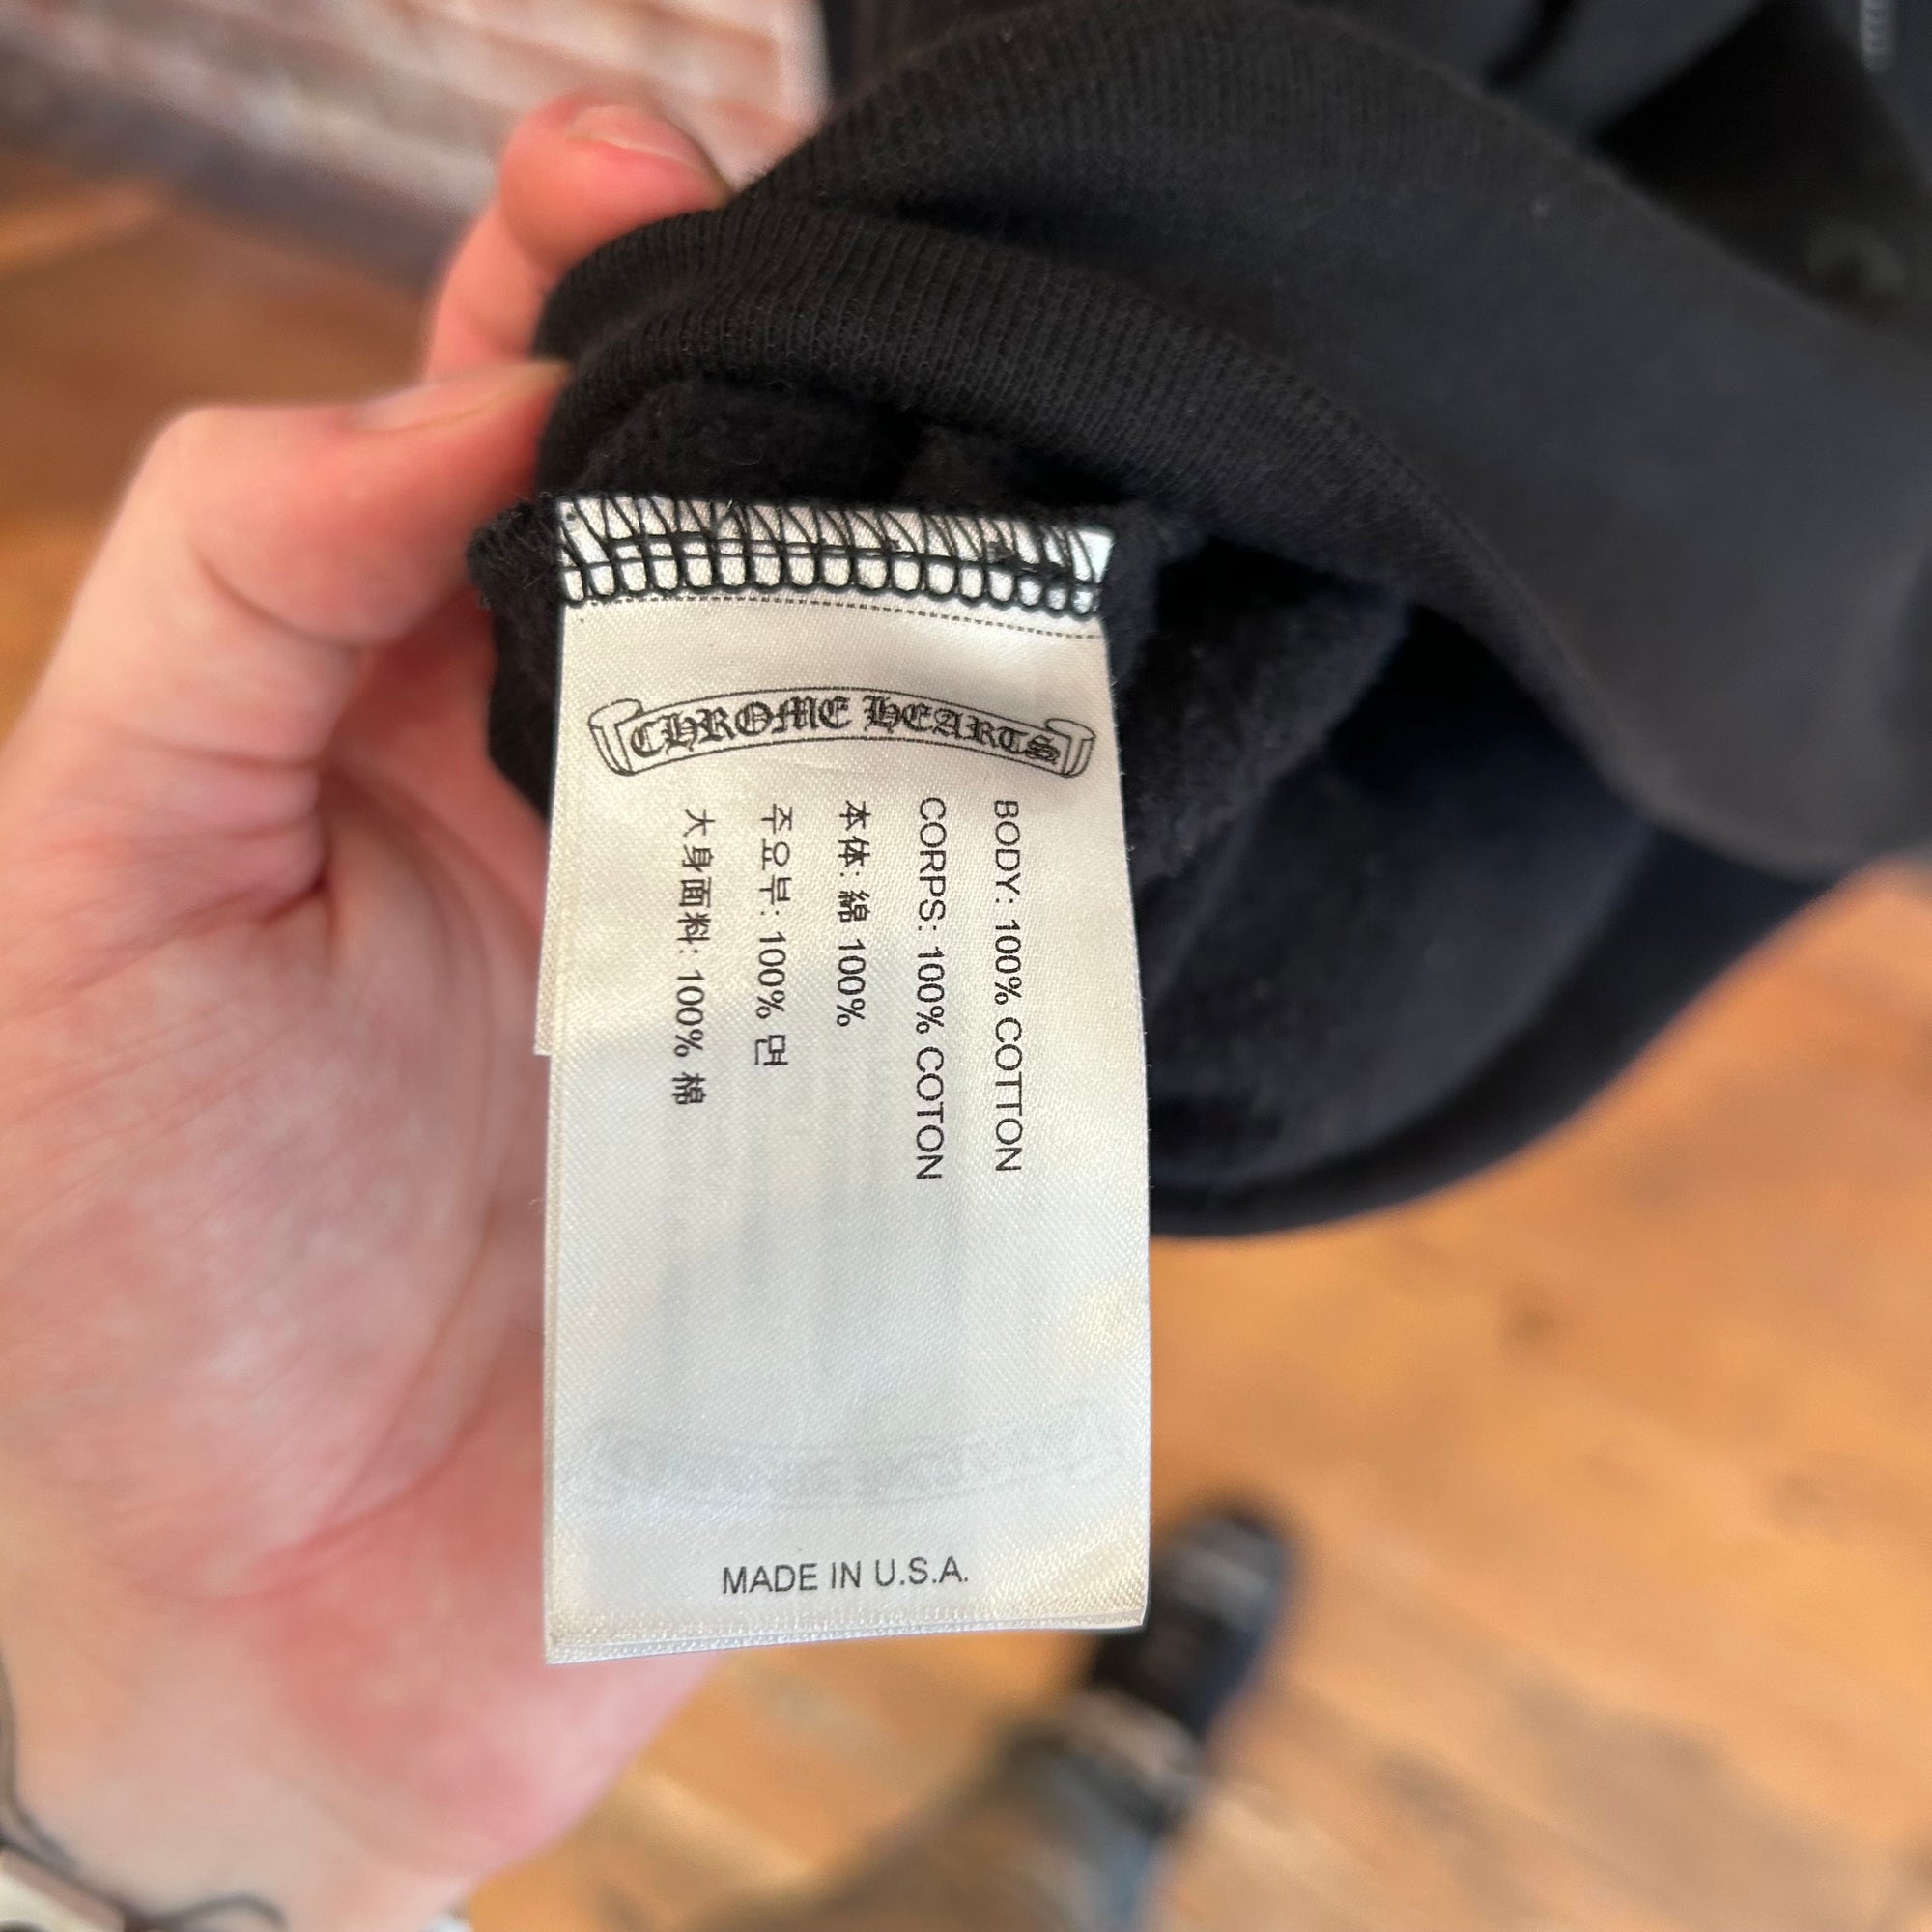 CHROME HEARTS
BODY: 100% COTTON
CORPS: 100% COTON
本体: 綿 100%
주요부: 100% 면
大身面料: 100% 棉
MADE IN U.S.A.